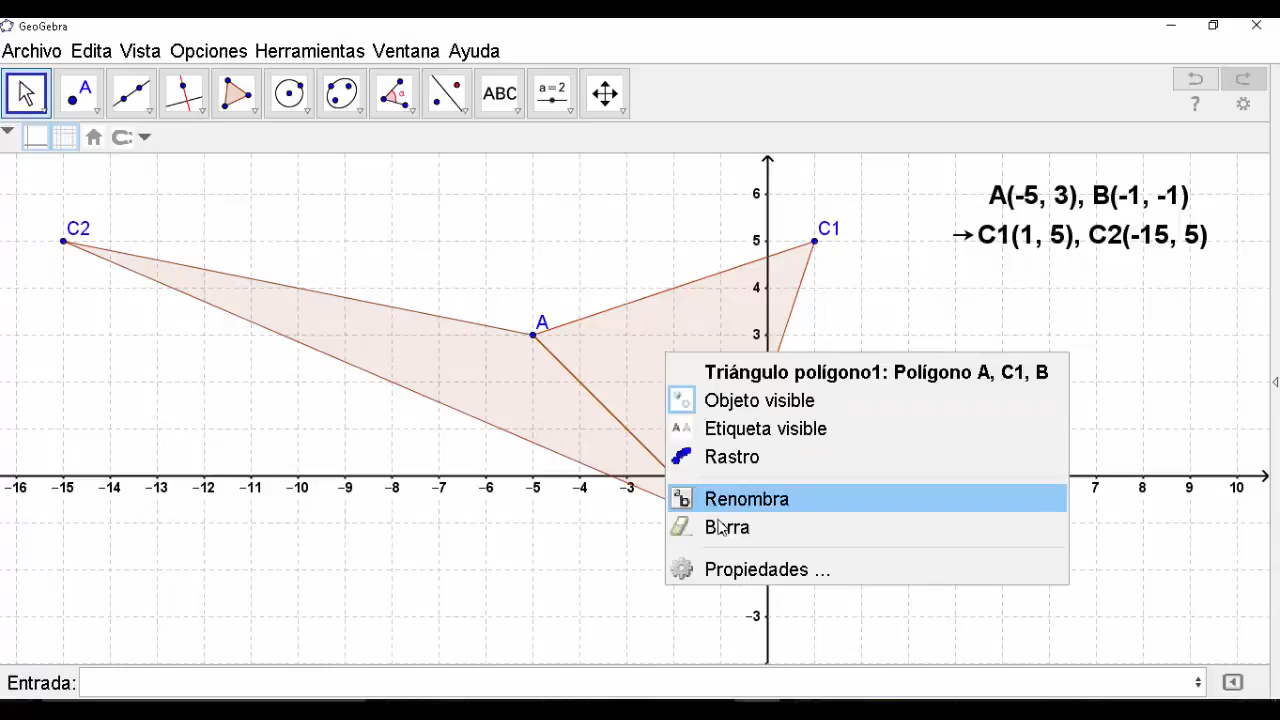 GeoGebra
Archivo Edita Vista Opciones Herramientas Ventana Ayuda
A α ABC a=2
?
A(-5, 3), B(-1, -1)
→C1(1, 5), C2(-15, 5)
C2
C1
A
6
5
4
3
Triángulo polígono1: Polígono A, C1, B
Objeto visible
A A Etiqueta visible
Rastro
−16 −15 −14 −13 −12 −11 −10 −9 −8 −7 −6 −5 −4 −3 7 8 9 10
ab Renombra
Borra
Propiedades ...
−3
Entrada: